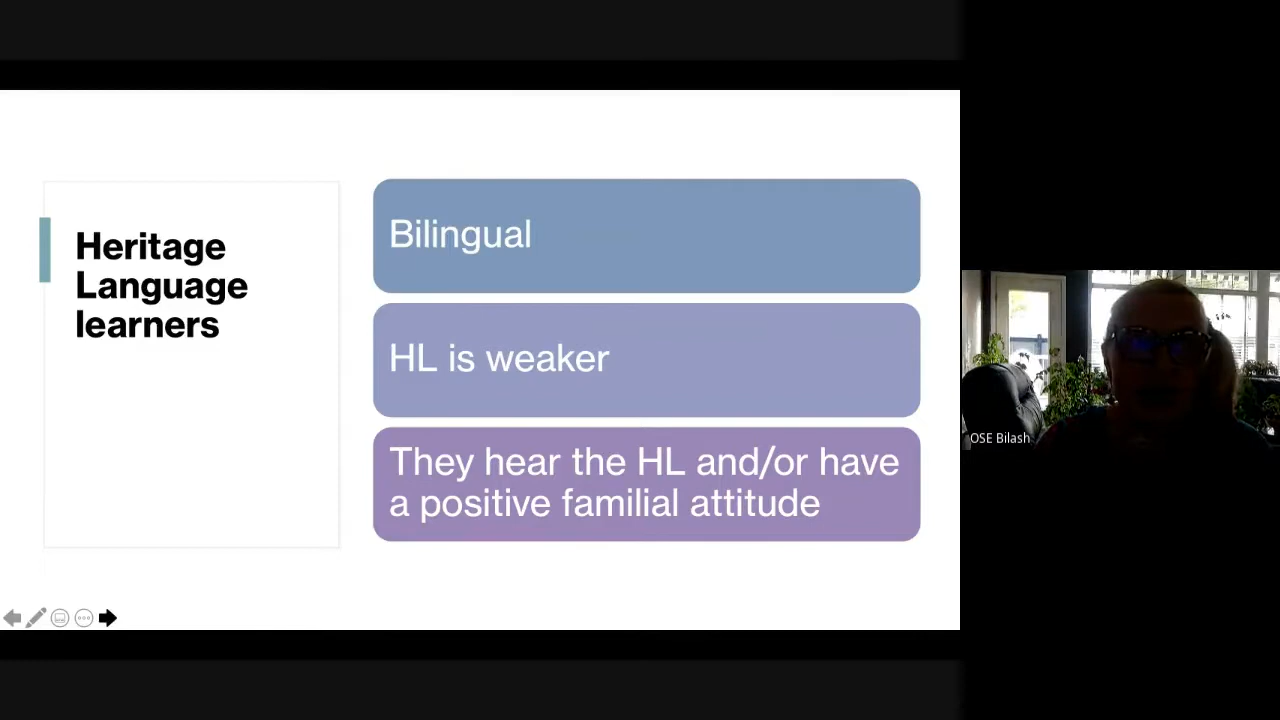 Heritage
Language
learners
Bilingual
HL is weaker
They hear the HL and/or have
a positive familial attitude
OSE Bilash